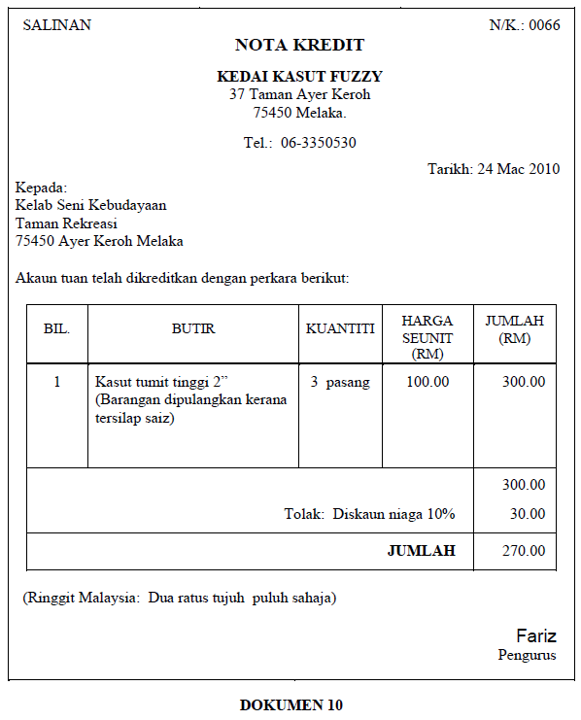 SALINAN N/K.: 0066
NOTA KREDIT
KEDAI KASUT FUZZY
37 Taman Ayer Keroh
75450 Melaka.
Tel.: 06-3350530
Tarikh: 24 Mac 2010
Kepada:
Kelab Seni Kebudayaan
Taman Rekreasi
75450 Ayer Keroh Melaka
Akaun tuan telah dikreditkan dengan perkara berikut:
BIL. BUTIR KUANTITI HARGA SEUNIT (RM) JUMLAH (RM)
1 Kasut tumit tinggi 2” 3 pasang 100.00 300.00
(Barangan dipulangkan kerana
tersilap saiz)
300.00
Tolak: Diskaun niaga 10% 30.00
JUMLAH 270.00
(Ringgit Malaysia: Dua ratus tujuh puluh sahaja)
Fariz
Pengurus
DOKUMEN 10